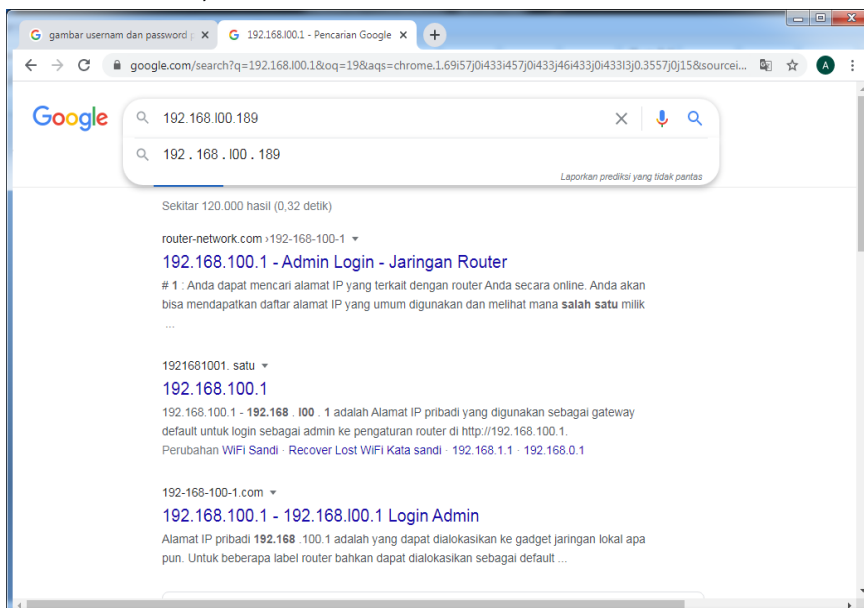 gambar usernam dan password
192.168.l00.1 - Pencarian Google
google.com/search?q=192.168.l00.1&oq=19&aqs=chrome.1.69i57j0i433i457j0i433j46i433j0i433l3j0.3557j0j15&sourcei...
A
Google
192.168.l00.189
192 . 168 . l00 . 189
Laporkan prediksi yang tidak pantas
Sekitar 120.000 hasil (0,32 detik)
router-network.com ›192-168-100-1
192.168.100.1 - Admin Login - Jaringan Router
# 1 : Anda dapat mencari alamat IP yang terkait dengan router Anda secara online. Anda akan
bisa mendapatkan daftar alamat IP yang umum digunakan dan melihat mana salah satu milik
...
1921681001. satu
192.168.100.1
192.168.100.1 - 192.168 . l00 . 1 adalah Alamat IP pribadi yang digunakan sebagai gateway
default untuk login sebagai admin ke pengaturan router di http://192.168.100.1.
Perubahan WiFi Sandi · Recover Lost WiFi Kata sandi · 192.168.1.1 · 192.168.0.1
192-168-100-1.com
192.168.100.1 - 192.168.l00.1 Login Admin
Alamat IP pribadi 192.168 .100.1 adalah yang dapat dialokasikan ke gadget jaringan lokal apa
pun. Untuk beberapa label router bahkan dapat dialokasikan sebagai default ...